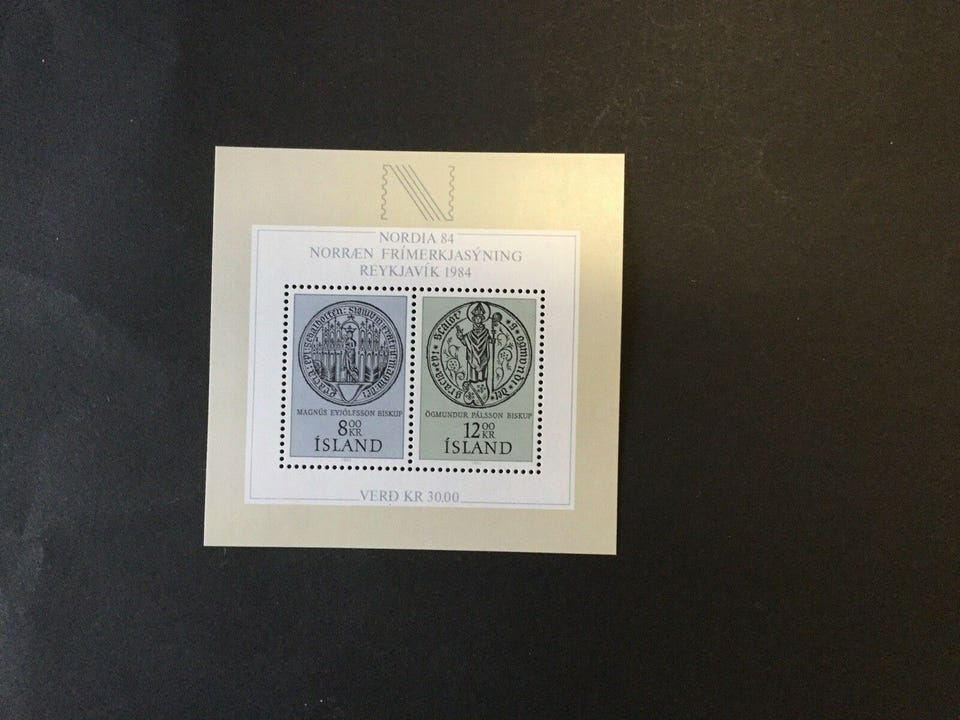 NORDIA 84
NORRÆN FRÍMERKJASÝNING
REYKJAVÍK 1984
MAGNÚS EYJÓLFSSON BISKUP
8 00 KR
ÍSLAND
ÖGMUNDUR PÁLSSON BISKUP
12 00 KR
ÍSLAND
VERÐ KR 30.00